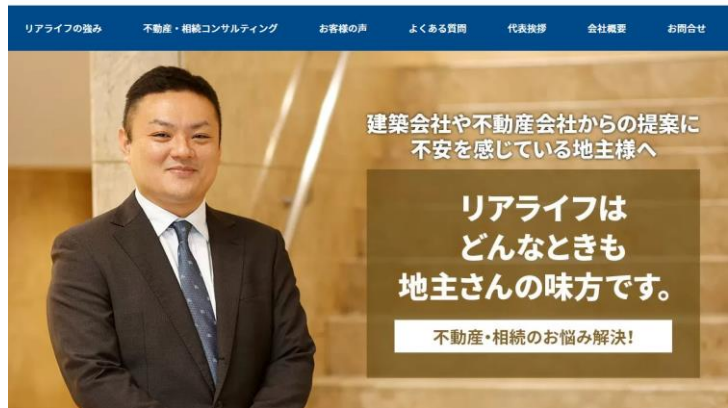 リアライフの強み
不動産・相続コンサルティング
お客様の声
よくある質問
代表挨拶
会社概要
お問合せ
建築会社や不動産会社からの提案に
不安を感じている地主様へ
リアライフは
どんなときも
地主さんの味方です。
不動産・相続のお悩み解決！